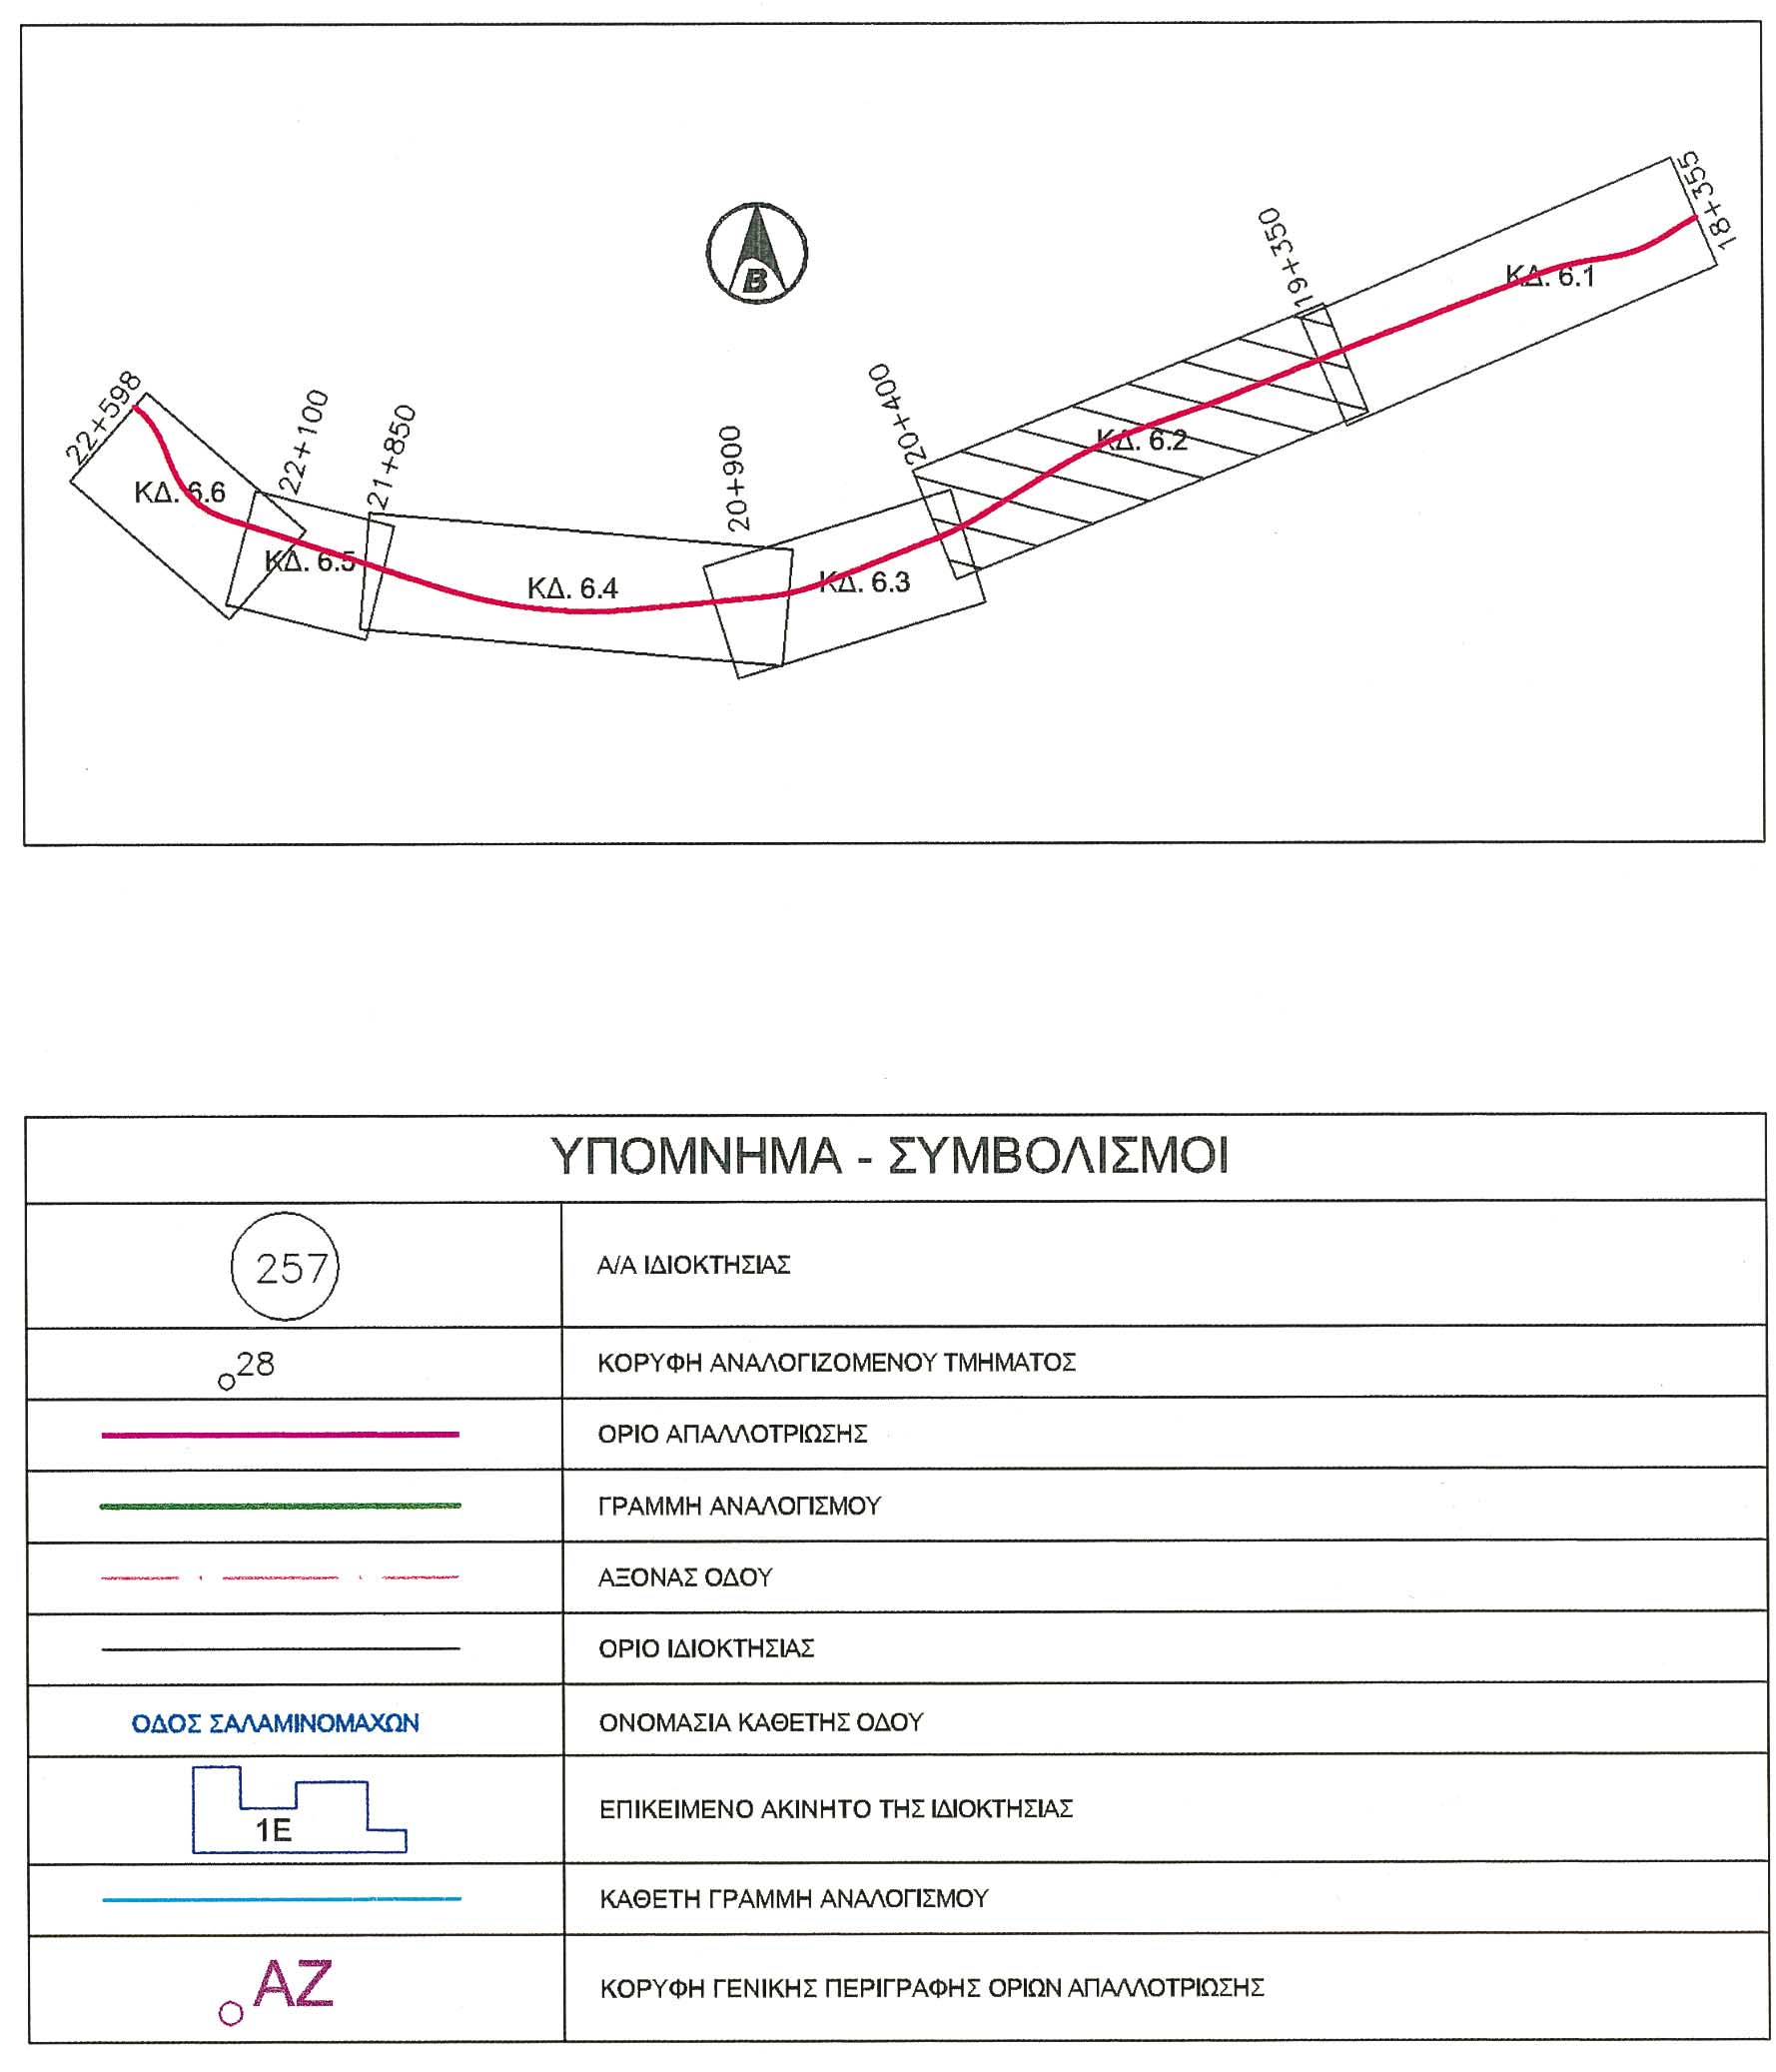 18+355
19+350
ΚΔ. 6.1
Β
20+400
22+598
22+100
21+850
20+900
ΚΔ. 6.2
ΚΔ. 6.6
ΚΔ. 6.5
ΚΔ. 6.4
ΚΔ. 6.3
ΥΠΟΜΝΗΜΑ - ΣΥΜΒΟΛΙΣΜΟΙ
257 Α/Α ΙΔΙΟΚΤΗΣΙΑΣ
28 ΚΟΡΥΦΗ ΑΝΑΛΟΓΙΖΟΜΕΝΟΥ ΤΜΗΜΑΤΟΣ
ΟΡΙΟ ΑΠΑΛΛΟΤΡΙΩΣΗΣ
ΓΡΑΜΜΗ ΑΝΑΛΟΓΙΣΜΟΥ
ΑΞΟΝΑΣ ΟΔΟΥ
ΟΡΙΟ ΙΔΙΟΚΤΗΣΙΑΣ
ΟΔΟΣ ΣΑΛΑΜΙΝΟΜΑΧΩΝ ΟΝΟΜΑΣΙΑ ΚΑΘΕΤΗΣ ΟΔΟΥ
1Ε ΕΠΙΚΕΙΜΕΝΟ ΑΚΙΝΗΤΟ ΤΗΣ ΙΔΙΟΚΤΗΣΙΑΣ
ΚΑΘΕΤΗ ΓΡΑΜΜΗ ΑΝΑΛΟΓΙΣΜΟΥ
ΑΖ ΚΟΡΥΦΗ ΓΕΝΙΚΗΣ ΠΕΡΙΓΡΑΦΗΣ ΟΡΙΩΝ ΑΠΑΛΛΟΤΡΙΩΣΗΣ